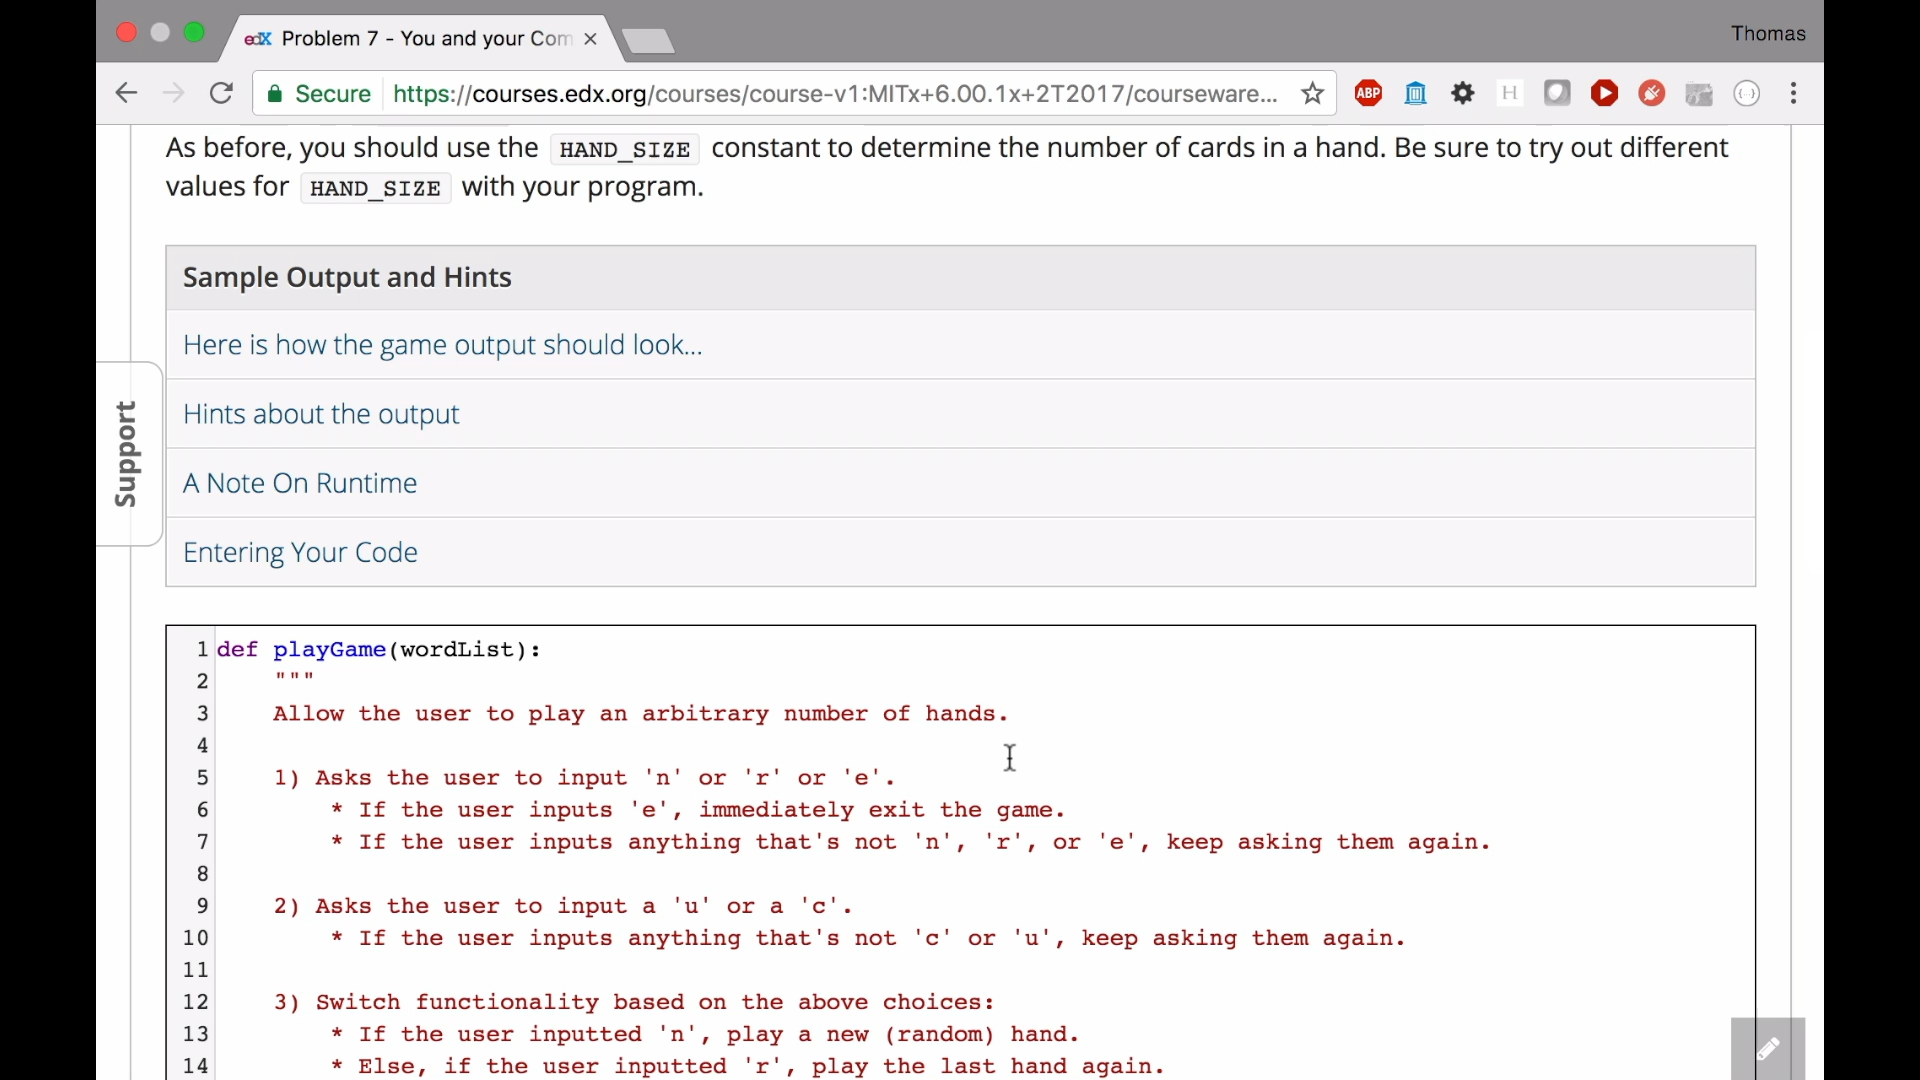 edX Problem 7 - You and your Com
Thomas
Secure https://courses.edx.org/courses/course-v1:MITx+6.00.1x+2T2017/courseware...
ABP
H
{...}
As before, you should use the HAND_SIZE constant to determine the number of cards in a hand. Be sure to try out different
values for HAND_SIZE with your program.
Sample Output and Hints
Here is how the game output should look...
Hints about the output
A Note On Runtime
Entering Your Code
Support
1 def playGame(wordList):
2 """
3 Allow the user to play an arbitrary number of hands.
4
5 1) Asks the user to input 'n' or 'r' or 'e'.
6 * If the user inputs 'e', immediately exit the game.
7 * If the user inputs anything that's not 'n', 'r', or 'e', keep asking them again.
8
9 2) Asks the user to input a 'u' or a 'c'.
10 * If the user inputs anything that's not 'c' or 'u', keep asking them again.
11
12 3) Switch functionality based on the above choices:
13 * If the user inputted 'n', play a new (random) hand.
14 * Else, if the user inputted 'r', play the last hand again.